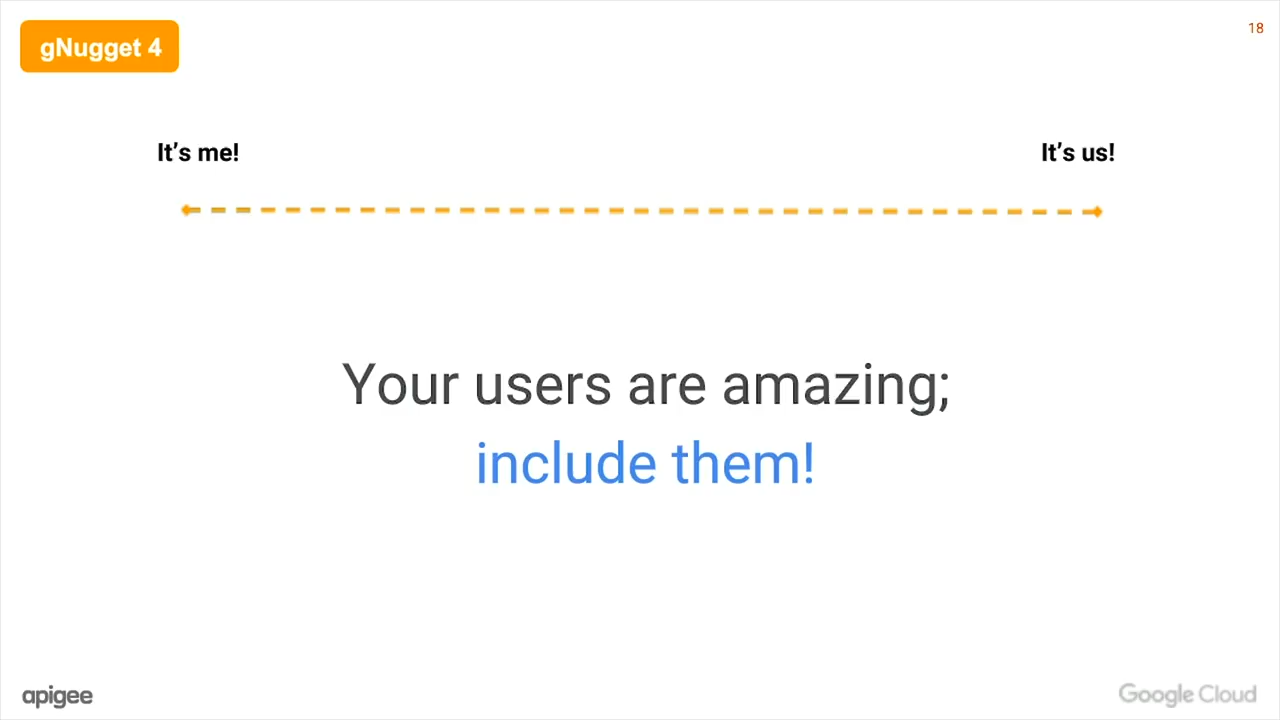 gNugget 4
18
It's me!
It's us!
Your users are amazing;
include them!
apigee
Google Cloud